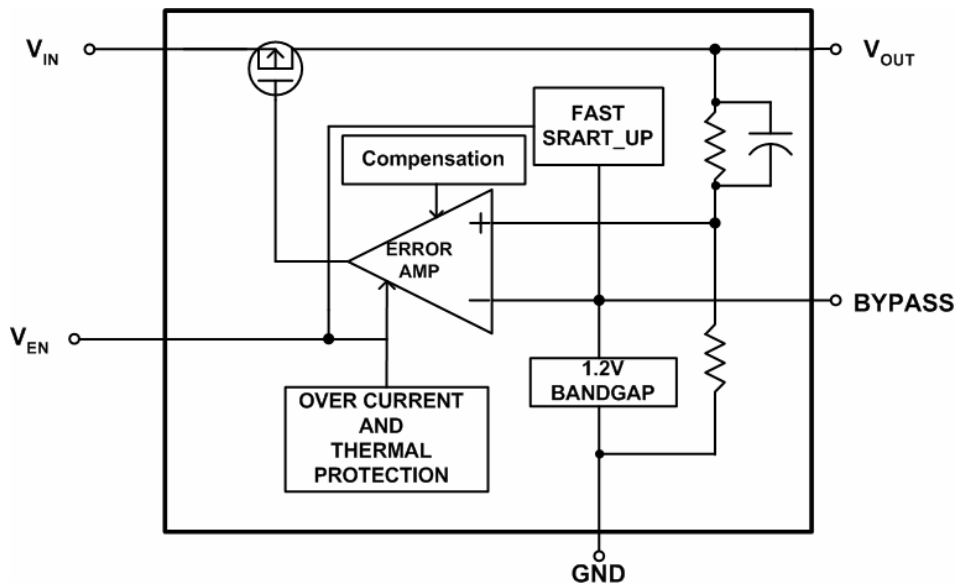 V_IN
V_OUT
FAST
SRART_UP
Compensation
+
ERROR
AMP
−
BYPASS
V_EN
1.2V
BANDGAP
OVER CURRENT
AND
THERMAL
PROTECTION
GND